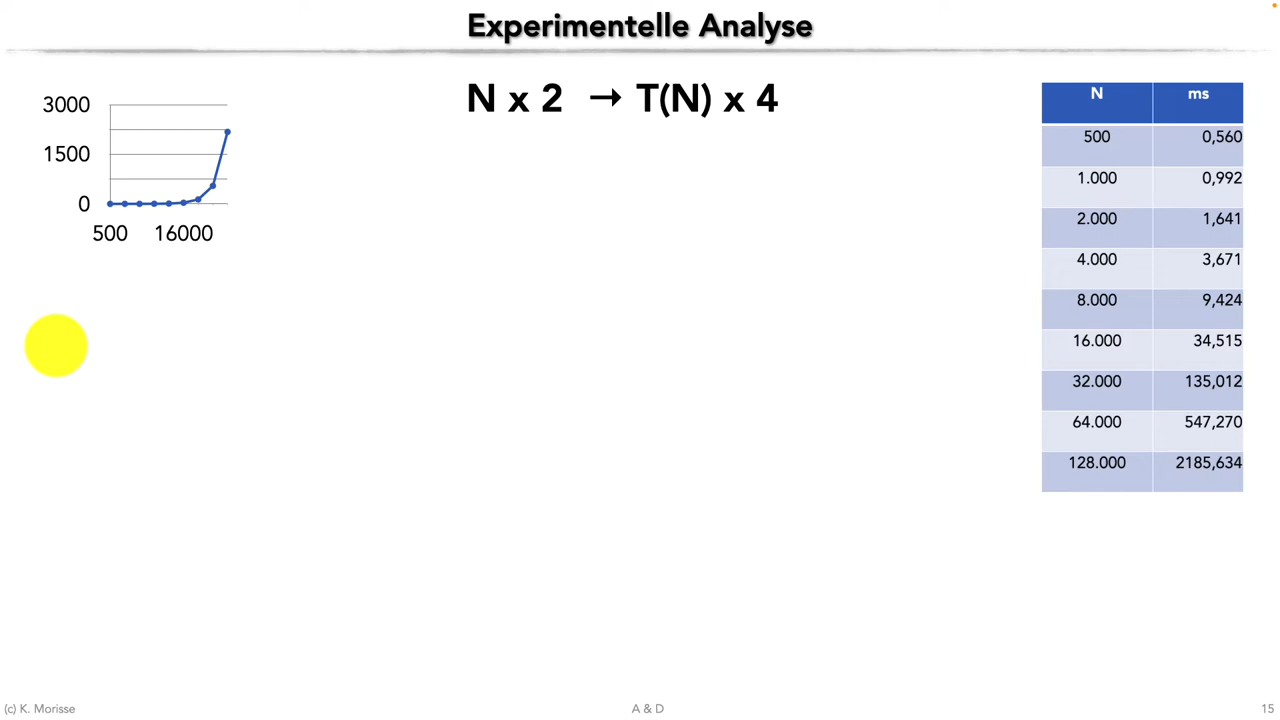 Experimentelle Analyse
N x 2 → T(N) x 4
3000
1500
0
500 16000
N ms
500 0,560
1.000 0,992
2.000 1,641
4.000 3,671
8.000 9,424
16.000 34,515
32.000 135,012
64.000 547,270
128.000 2185,634
(c) K. Morisse
A & D
15